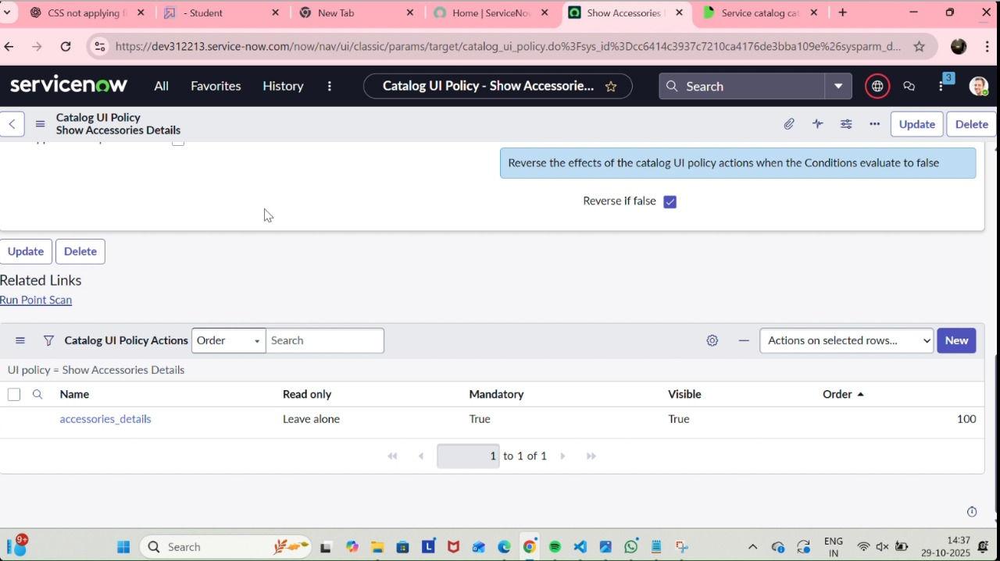 CSS not applying fi
- Student
New Tab
Home | ServiceNo
Show Accessories
Service catalog cat
https://dev312213.service-now.com/now/nav/ui/classic/params/target/catalog_ui_policy.do%3Fsys_id%3Dcc6414c3937c7210ca4176de3bba109e%26sysparm_d...
servicenow
All
Favorites
History
Catalog UI Policy - Show Accessorie...
Search
3
Catalog UI Policy
Show Accessories Details
Update
Delete
Reverse the effects of the catalog UI policy actions when the Conditions evaluate to false
Reverse if false
Update
Delete
Related Links
Run Point Scan
Catalog UI Policy Actions
Order
Search
Actions on selected rows...
New
UI policy = Show Accessories Details
Name Read only Mandatory Visible Order
accessories_details Leave alone True True 100
1 to 1 of 1
9+
Search
ENG
IN
14:37
29-10-2025